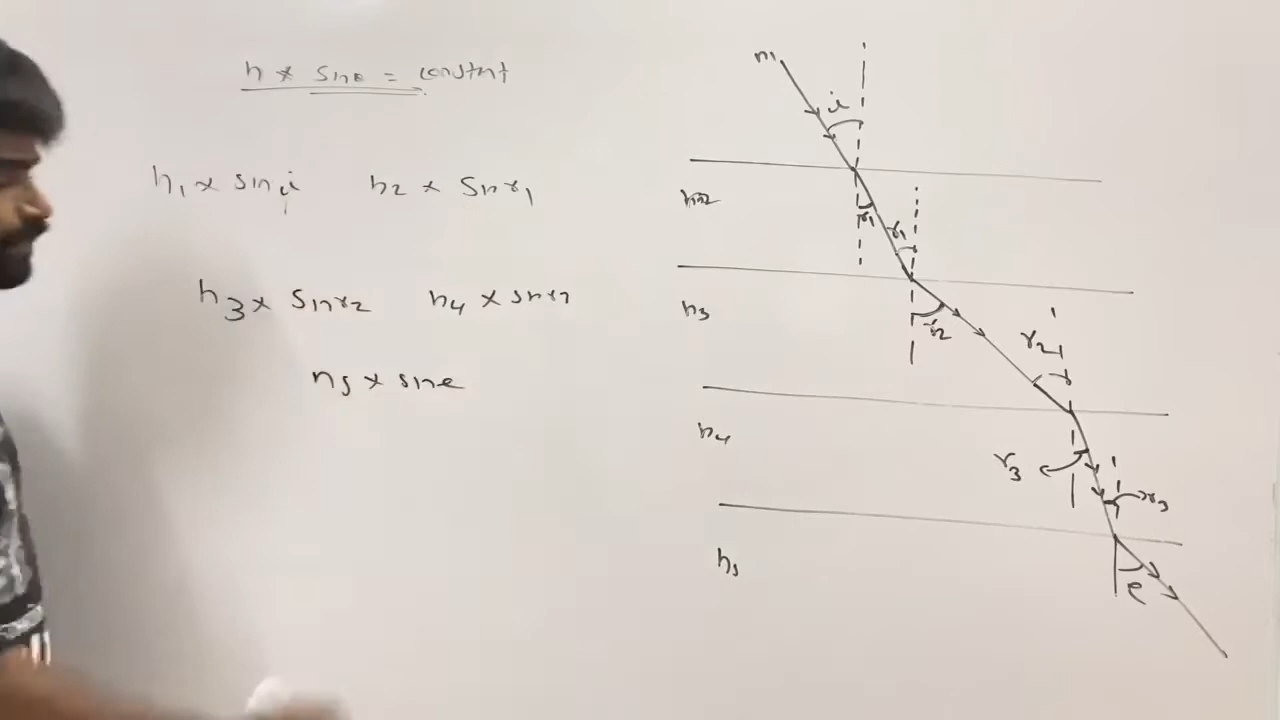 n × sinθ = constant
n₁ × sin i n₂ × sin r₁
n₃ × sin r₂ n₄ × sin r₃
n₅ × sin e
n₁
i
n₂
r₁
r₁
n₃
r₂
r₂
n₄
r₃
r₃
n₅
e